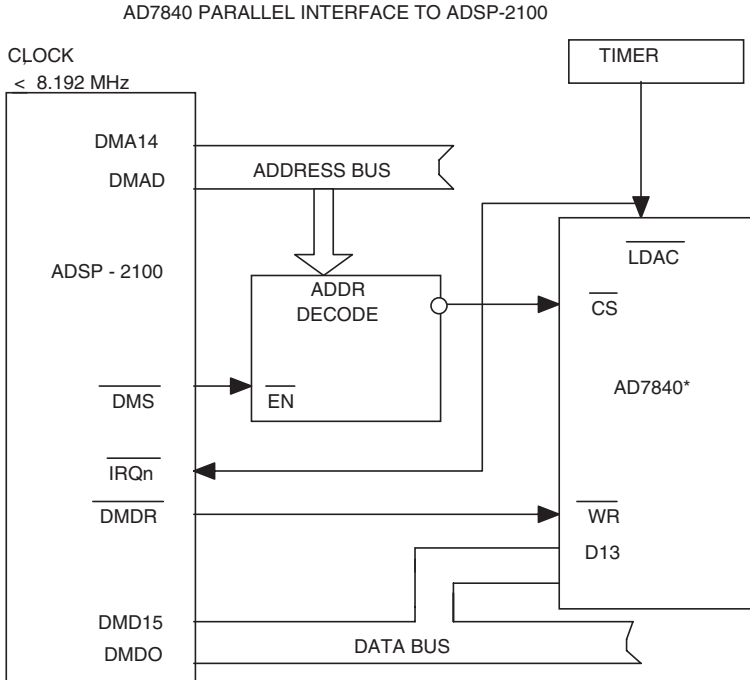 AD7840 PARALLEL INTERFACE TO ADSP-2100
CLOCK
< 8.192 MHz
TIMER
DMA14
ADDRESS BUS
DMAD
LDAC
ADSP - 2100
ADDR
DECODE
CS
AD7840*
DMS
EN
IRQn
DMDR
WR
D13
DMD15
DATA BUS
DMDO